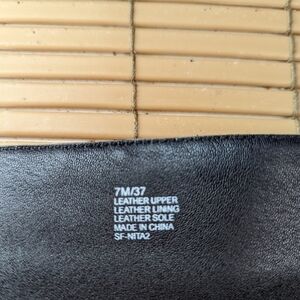 7M/37
LEATHER UPPER
LEATHER LINING
LEATHER SOLE
MADE IN CHINA
SF-NITA2